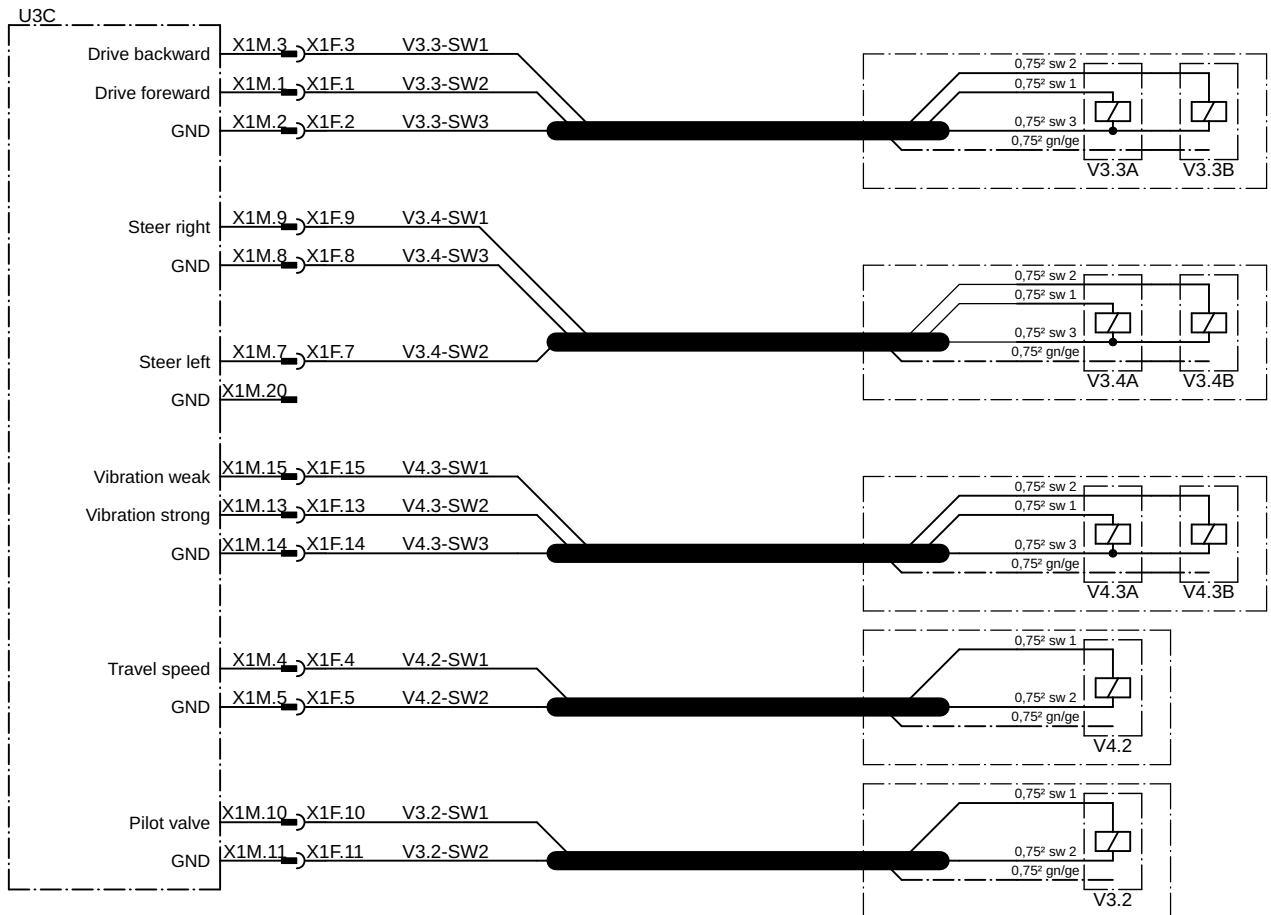 U3C
Drive backward X1M.3 X1F.3 V3.3-SW1
0,75² sw 2
Drive foreward X1M.1 X1F.1 V3.3-SW2
0,75² sw 1
GND X1M.2 X1F.2 V3.3-SW3
0,75² sw 3
0,75² gn/ge
V3.3A V3.3B
Steer right X1M.9 X1F.9 V3.4-SW1
GND X1M.8 X1F.8 V3.4-SW3
0,75² sw 2
0,75² sw 1
0,75² sw 3
0,75² gn/ge
Steer left X1M.7 X1F.7 V3.4-SW2
V3.4A V3.4B
GND X1M.20
Vibration weak X1M.15 X1F.15 V4.3-SW1
0,75² sw 2
Vibration strong X1M.13 X1F.13 V4.3-SW2
0,75² sw 1
GND X1M.14 X1F.14 V4.3-SW3
0,75² sw 3
0,75² gn/ge
V4.3A V4.3B
0,75² sw 1
Travel speed X1M.4 X1F.4 V4.2-SW1
GND X1M.5 X1F.5 V4.2-SW2
0,75² sw 2
0,75² gn/ge
V4.2
0,75² sw 1
Pilot valve X1M.10 X1F.10 V3.2-SW1
GND X1M.11 X1F.11 V3.2-SW2
0,75² sw 2
0,75² gn/ge
V3.2